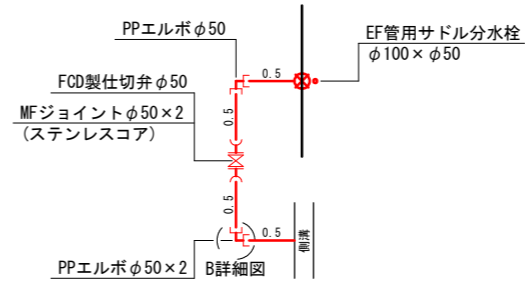 PPエルボφ50
EF管用サドル分水栓
φ100×φ50
0.5
FCD製仕切弁φ50
MFジョイントφ50×2
(ステンレスコア)
0.5
0.5
0.5
側溝
PPエルボφ50×2
B詳細図